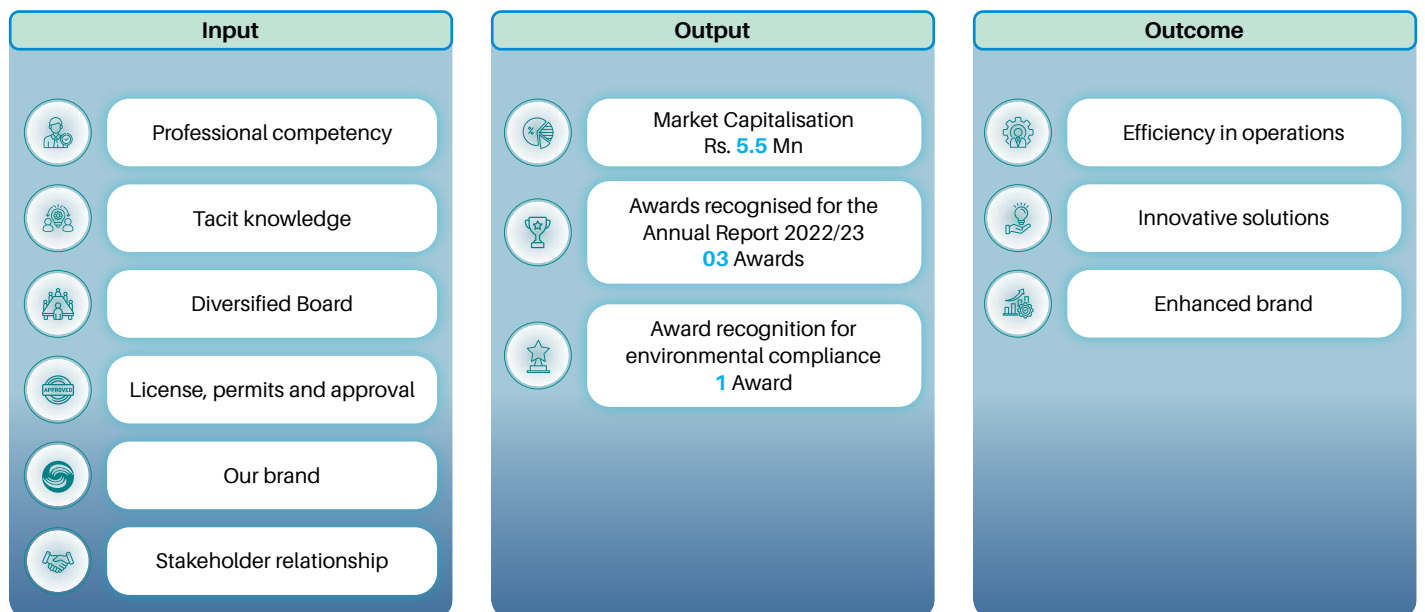 Input
Professional competency
Tacit knowledge
Diversified Board
License, permits and approval
APPROVED
Our brand
Stakeholder relationship
Output
%
Market Capitalisation
Rs. 5.5 Mn
Awards recognised for the
Annual Report 2022/23
03 Awards
Award recognition for
environmental compliance
1 Award
Outcome
Efficiency in operations
Innovative solutions
Enhanced brand